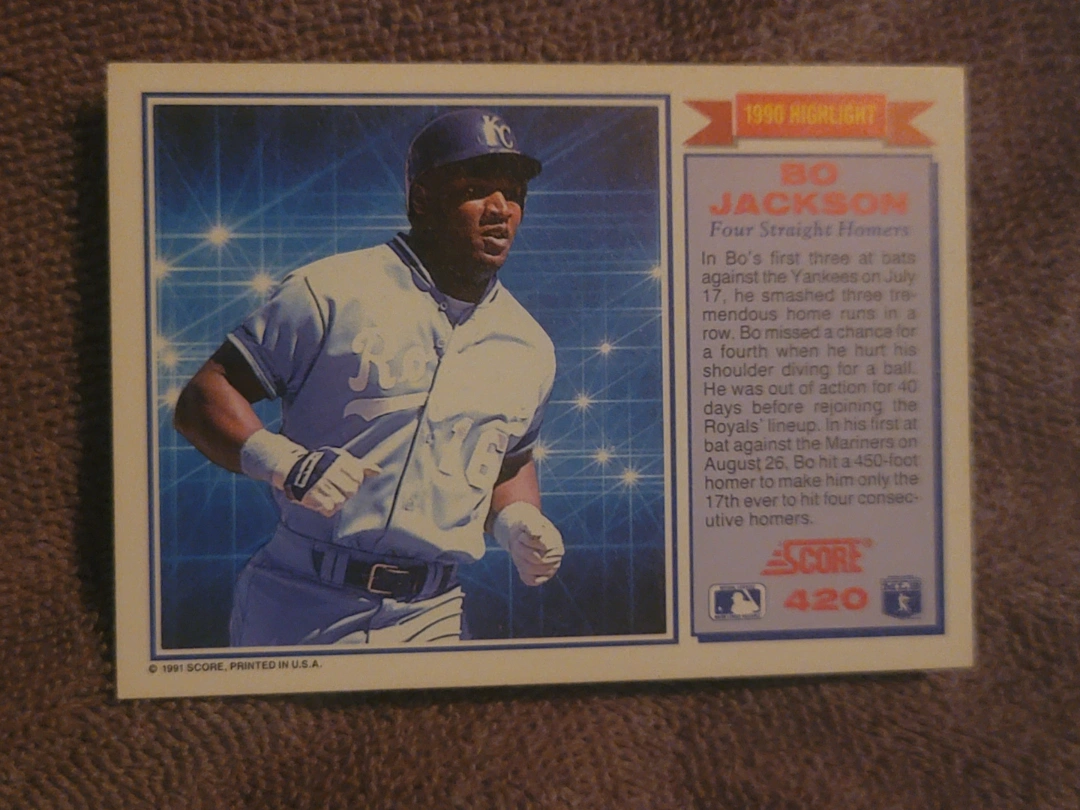 1990 HIGHLIGHT
BO
JACKSON
Four Straight Homers
In Bo's first three at bats
against the Yankees on July
17, he smashed three tre-
mendous home runs in a
row. Bo missed a chance for
a fourth when he hurt his
shoulder diving for a ball.
He was out of action for 40
days before rejoining the
Royals' lineup. In his first at
bat against the Mariners on
August 26, Bo hit a 450-foot
homer to make him only the
17th ever to hit four consec-
utive homers.
SCORE®
420
KC
Ro
16
© 1991 SCORE, PRINTED IN U.S.A.